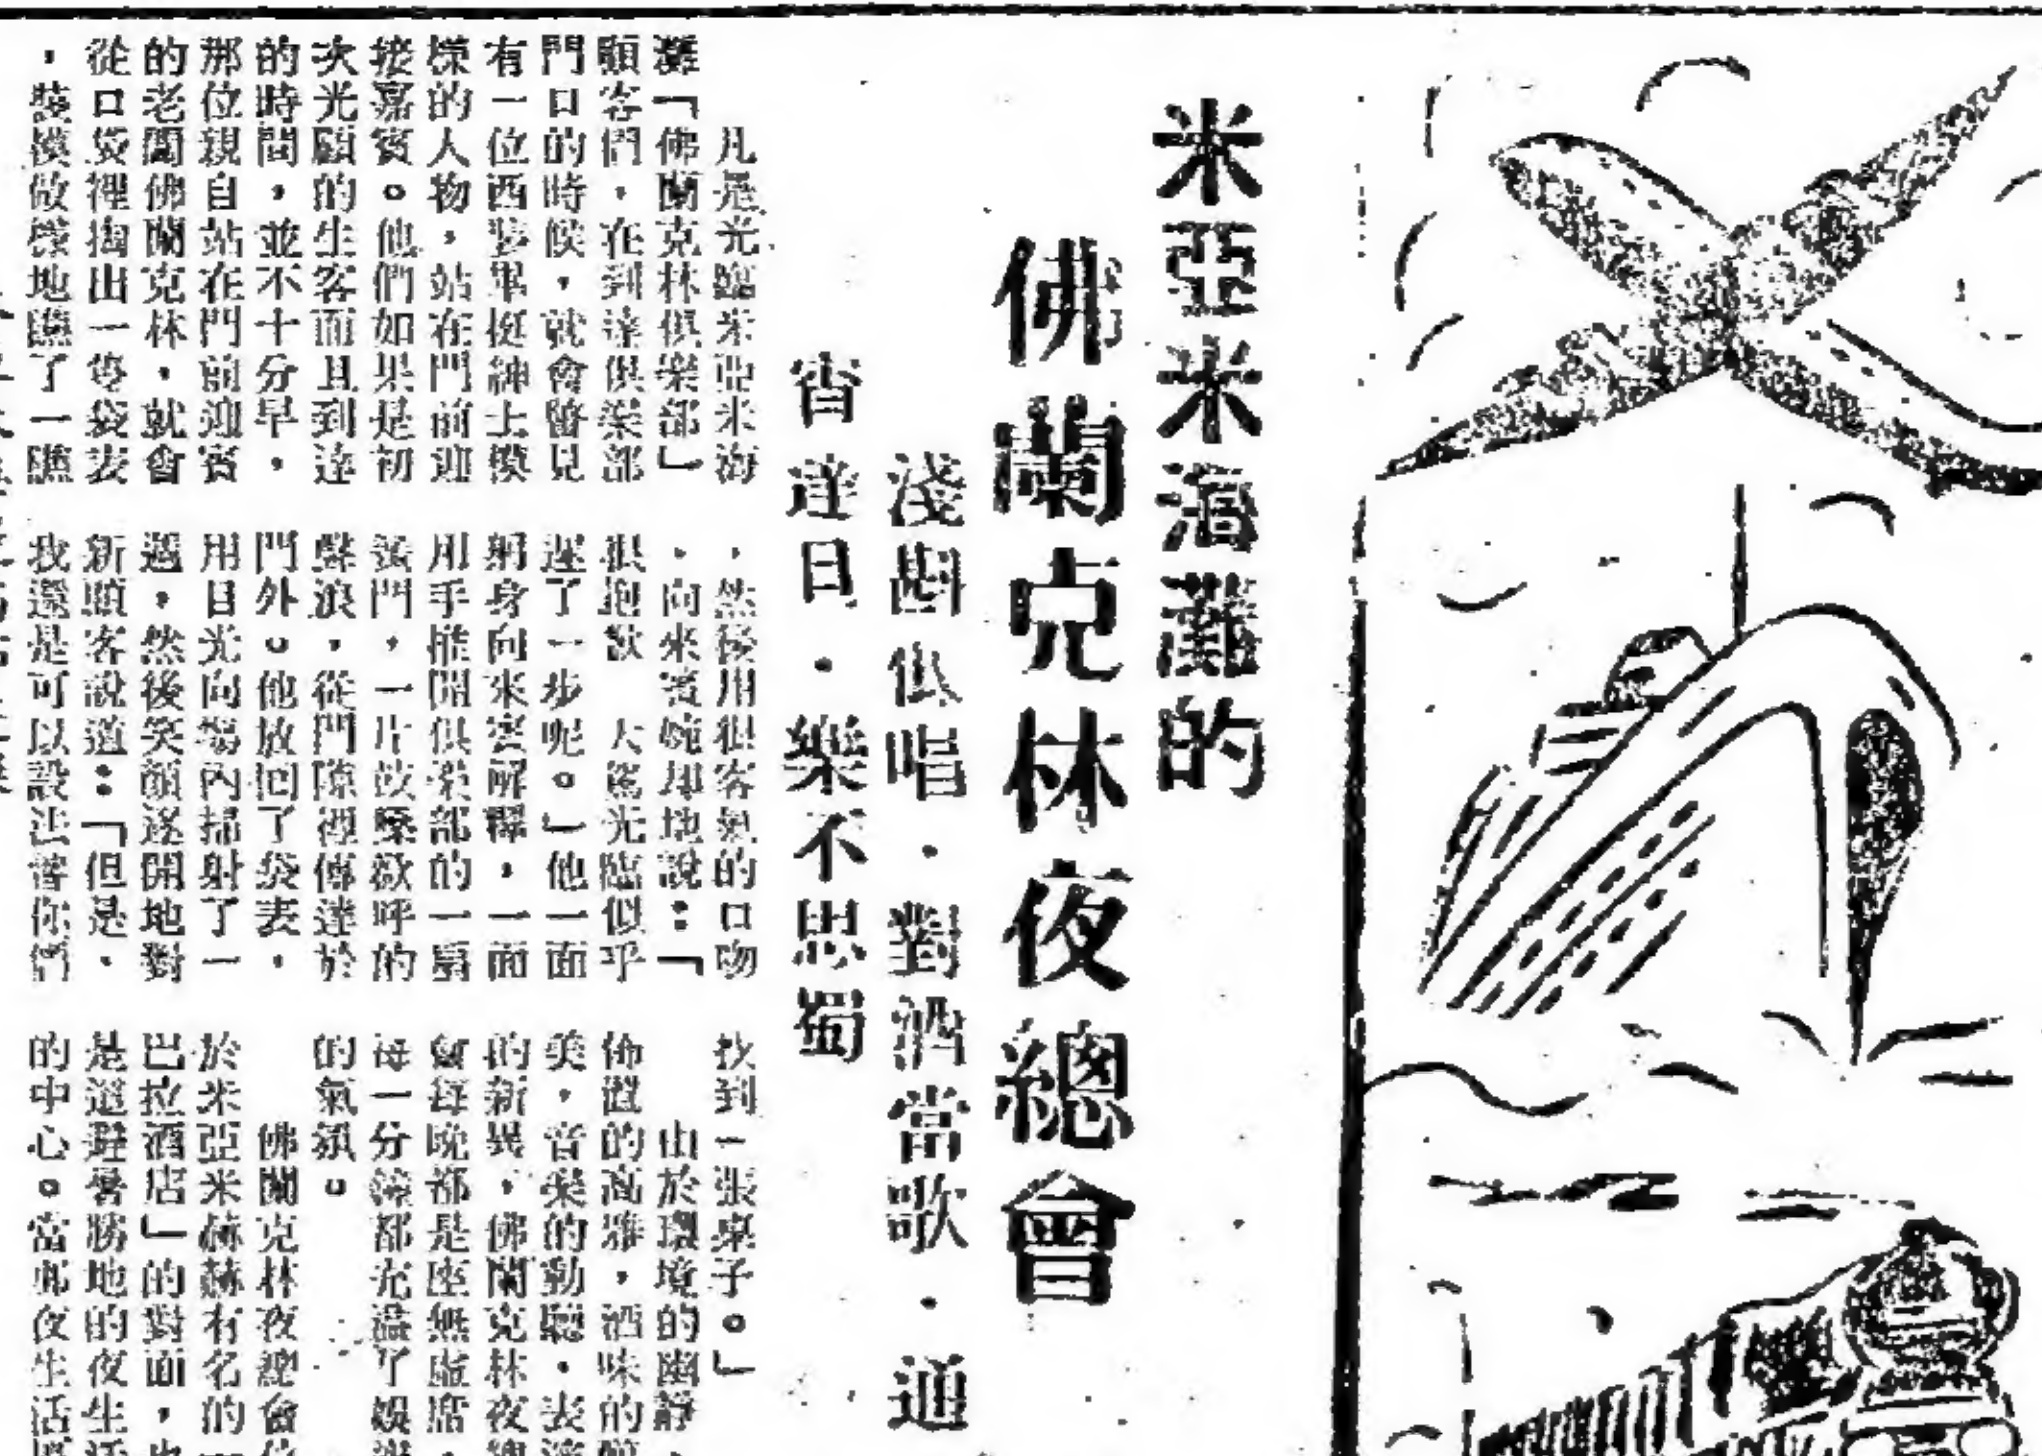 米亞米海灘的
佛蘭克林夜總會
淺斟低唱．對酒當歌．通
宵達旦．樂不思蜀
凡是光臨米亞米海
灘「佛蘭克林俱樂部」
顧客們，在到達俱樂部
門口的時候，就會瞥見
有一位西裝畢挺紳士模
樣的人物，站在門前迎
接嘉賓。他們如果是初
次光顧的生客而且到達
的時間，並不十分早，
那位親自站在門前迎賓
的老闆佛蘭克林，就會
從口袋裡掏出一隻袋表
，裝模做樣地瞧了一瞧
，然後用很客氣的口吻
，向來賓婉却地說：「
很抱歉 大駕光臨似乎
遲了一步呢。」他一面
躬身向來客解釋，一面
用手推開俱樂部的一扇
門，一片鼓樂歡呼的
聲浪，從門隙裡傳達於
門外。他放回了袋表，
用目光向場內掃射了一
遍，然後笑顏逐開地對
新顧客說道：「但是，
我還是可以設法替你們
找到一張桌子。」
由於環境的幽靜，
佈置的高雅，酒味的
美，音樂的動聽，表演
的新異，佛蘭克林夜總
會每晚都是座無虛席，
每一分鐘都充溢了娛
的氣氛。
佛蘭克林夜總會位
於米亞米赫赫有名的
巴拉酒店」的對面，也
是這避暑勝地的夜生活
的中心。當那夜生活